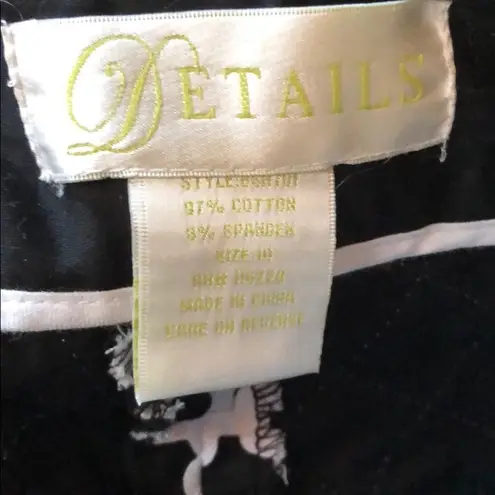 DETAILS
97% COTTON
3% SPANDEX
SIZE 10
MADE IN CHINA
CARE ON REVERSE